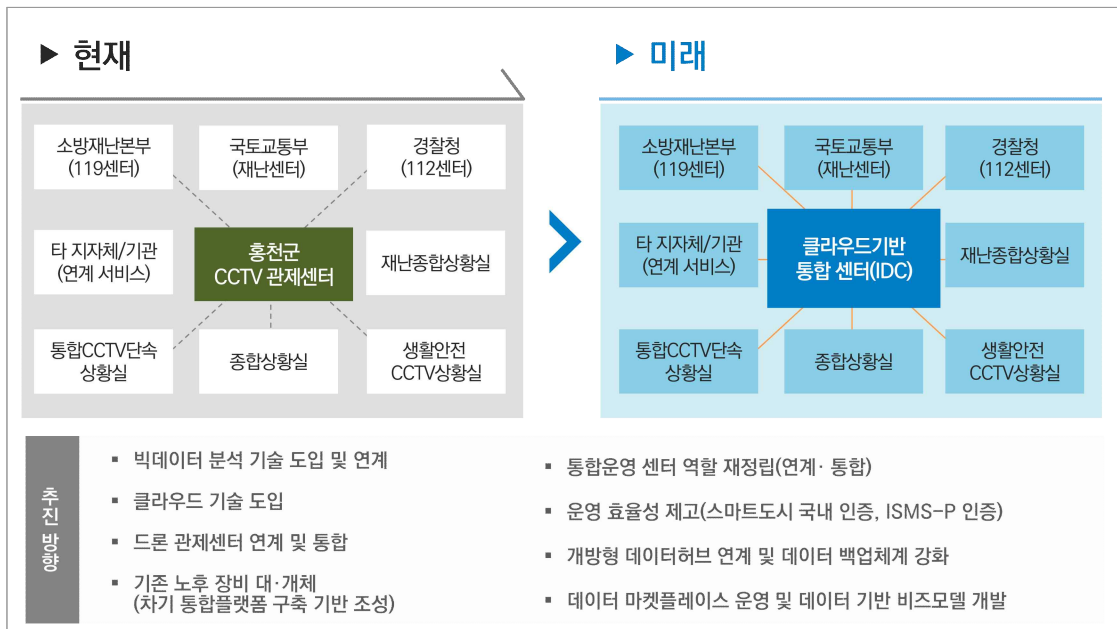 ▶ 현재
소방재난본부
(119센터)
국토교통부
(재난센터)
경찰청
(112센터)
타 지자체/기관
(연계 서비스)
홍천군
CCTV 관제센터
재난종합상황실
통합CCTV단속
상황실
종합상황실
생활안전
CCTV상황실
▶ 미래
소방재난본부
(119센터)
국토교통부
(재난센터)
경찰청
(112센터)
타 지자체/기관
(연계 서비스)
클라우드기반
통합 센터(IDC)
재난종합상황실
통합CCTV단속
상황실
종합상황실
생활안전
CCTV상황실
추진 방향
▪ 빅데이터 분석 기술 도입 및 연계
▪ 클라우드 기술 도입
▪ 드론 관제센터 연계 및 통합
▪ 기존 노후 장비 대·개체
(차기 통합플랫폼 구축 기반 조성)
▪ 통합운영 센터 역할 재정립(연계· 통합)
▪ 운영 효율성 제고(스마트도시 국내 인증, ISMS-P 인증)
▪ 개방형 데이터허브 연계 및 데이터 백업체계 강화
▪ 데이터 마켓플레이스 운영 및 데이터 기반 비즈모델 개발